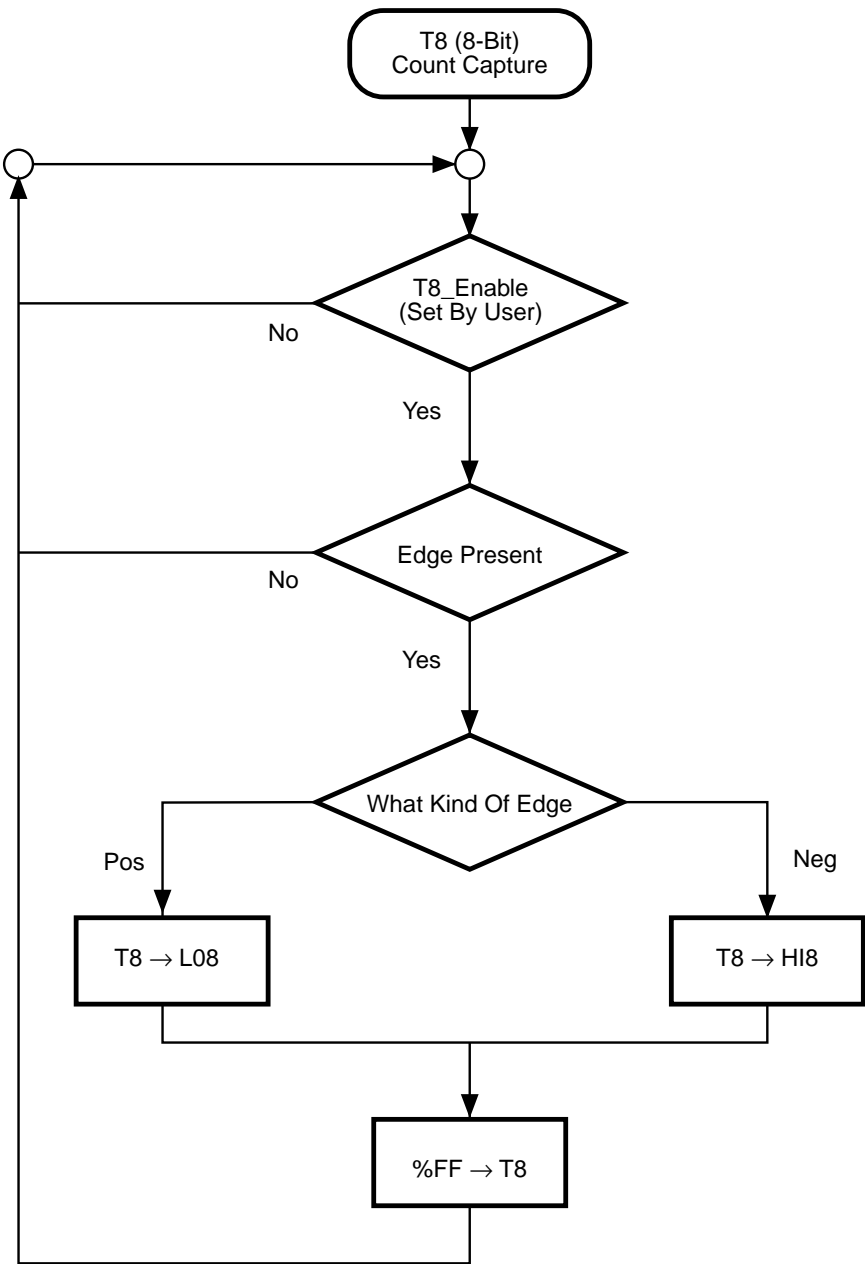 T8 (8-Bit)
Count Capture
T8_Enable
(Set By User)
No
Yes
Edge Present
No
Yes
What Kind Of Edge
Pos
Neg
T8 → L08
T8 → HI8
%FF → T8